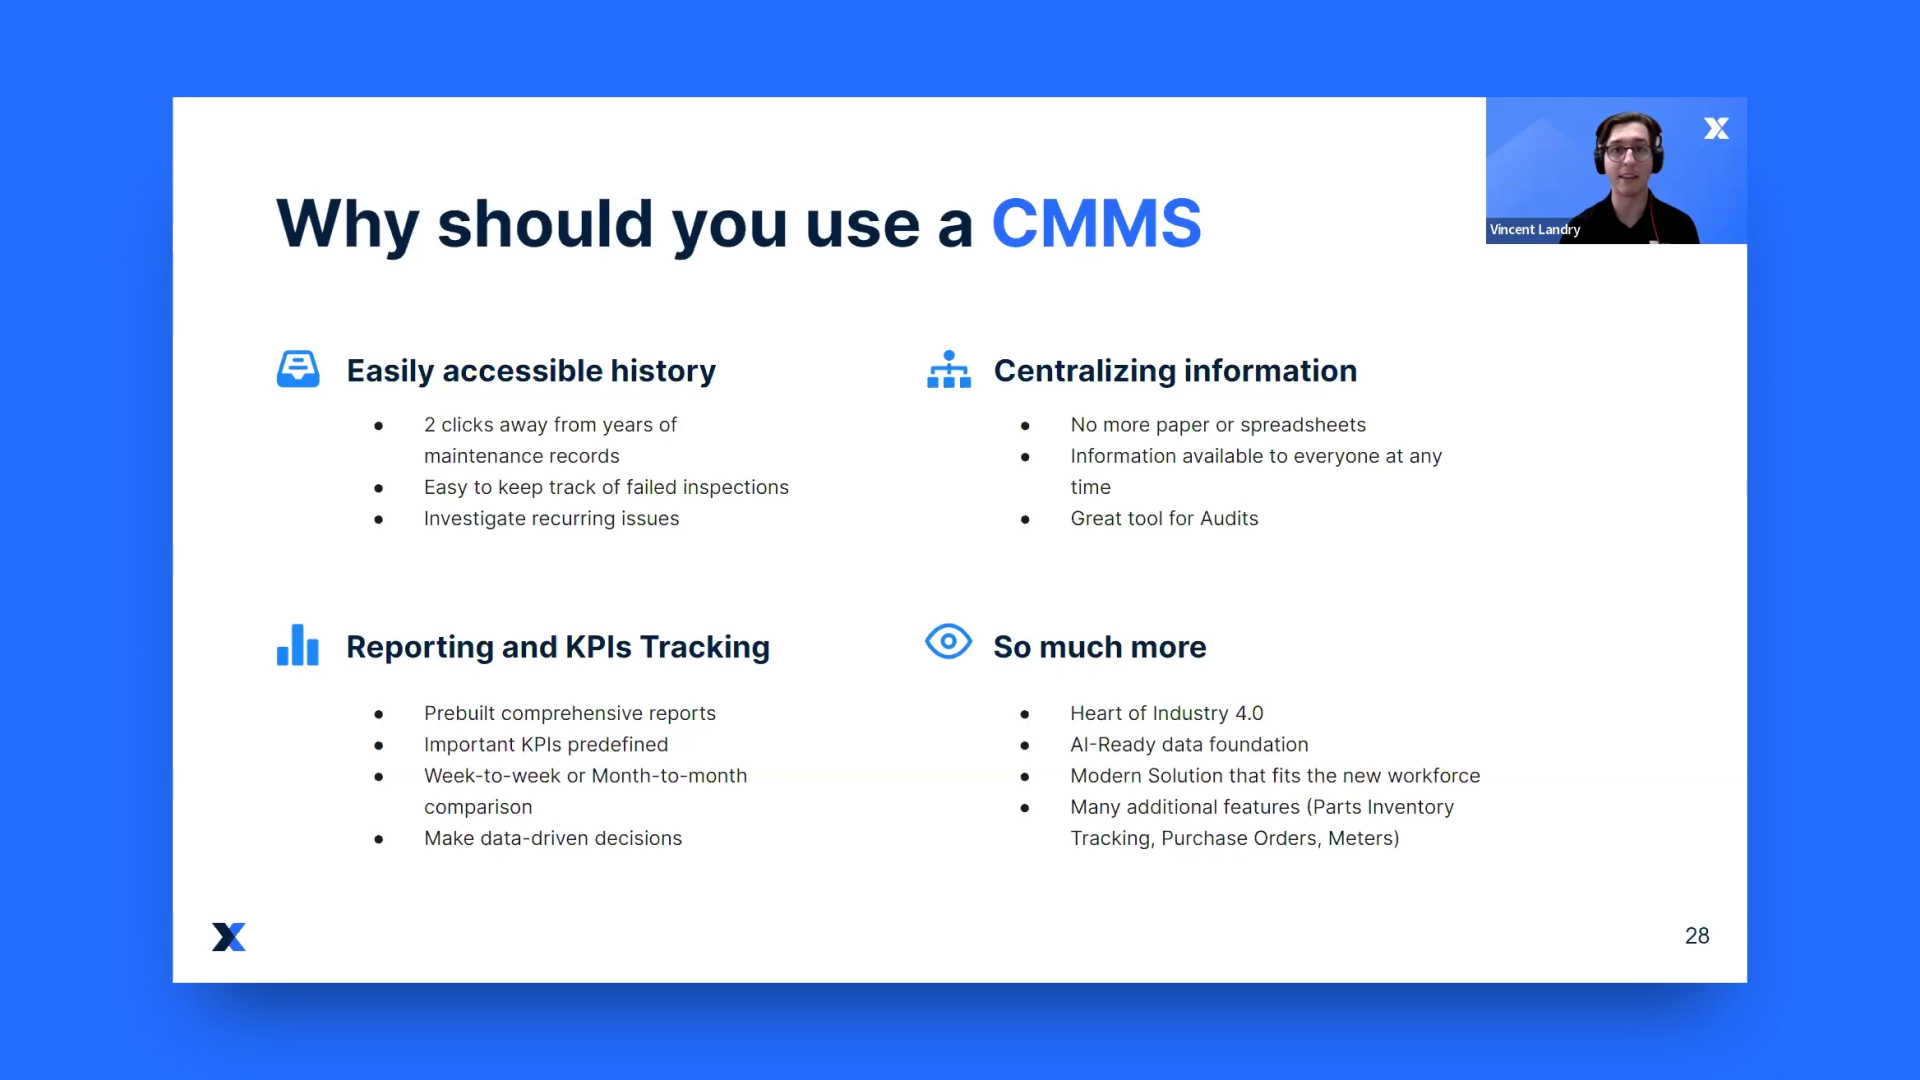 Why should you use a CMMS
Vincent Landry
Easily accessible history
● 2 clicks away from years of
maintenance records
● Easy to keep track of failed inspections
● Investigate recurring issues
Centralizing information
● No more paper or spreadsheets
● Information available to everyone at any
time
● Great tool for Audits
Reporting and KPIs Tracking
● Prebuilt comprehensive reports
● Important KPIs predefined
● Week-to-week or Month-to-month
comparison
● Make data-driven decisions
So much more
● Heart of Industry 4.0
● AI-Ready data foundation
● Modern Solution that fits the new workforce
● Many additional features (Parts Inventory
Tracking, Purchase Orders, Meters)
28